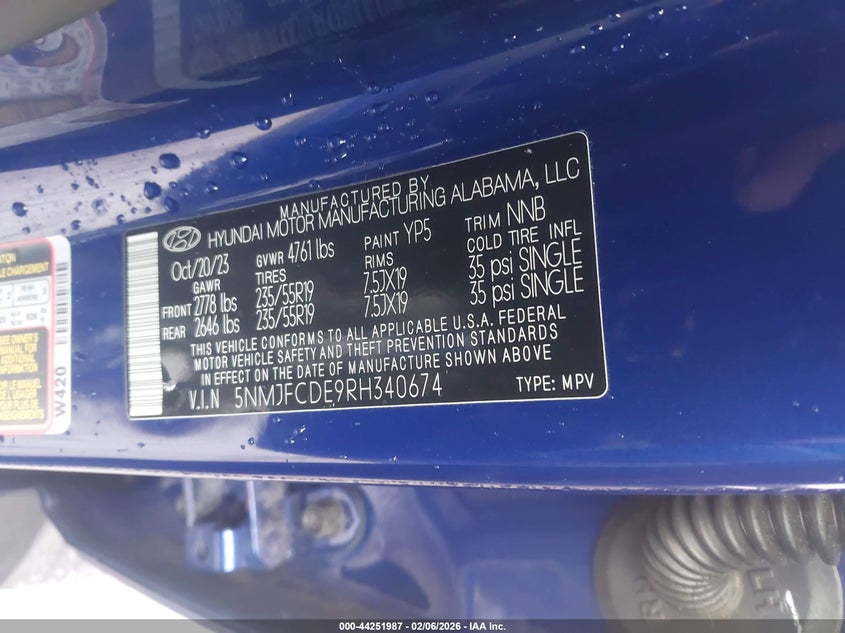 MANUFACTURED BY
HYUNDAI MOTOR MANUFACTURING ALABAMA, LLC
Oct/20/23 GVWR 4761 lbs PAINT YP5 TRIM NNB
GAWR TIRES RIMS COLD TIRE INFL
FRONT 2778 lbs 235/55R19 7.5JX19 35 psi SINGLE
REAR 2646 lbs 235/55R19 7.5JX19 35 psi SINGLE
THIS VEHICLE CONFORMS TO ALL APPLICABLE U.S.A. FEDERAL
MOTOR VEHICLE SAFETY AND THEFT PREVENTION STANDARDS
IN EFFECT ON THE DATE OF MANUFACTURE SHOWN ABOVE
V.I.N 5NMJFCDE9RH340674 TYPE: MPV
W420
000-44251987 - 02/06/2026 - IAA Inc.